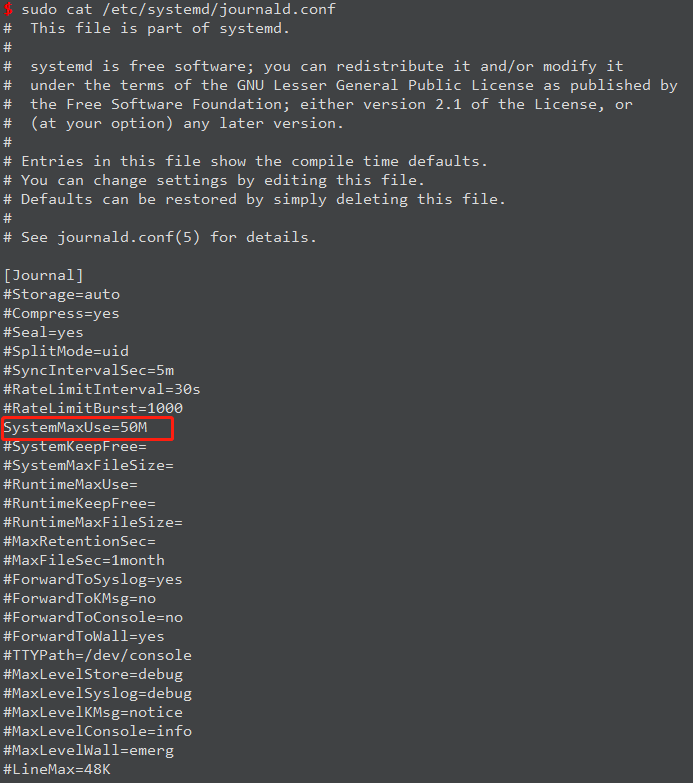 $ sudo cat /etc/systemd/journald.conf
#  This file is part of systemd.
#
#  systemd is free software; you can redistribute it and/or modify it
#  under the terms of the GNU Lesser General Public License as published by
#  the Free Software Foundation; either version 2.1 of the License, or
#  (at your option) any later version.
#
# Entries in this file show the compile time defaults.
# You can change settings by editing this file.
# Defaults can be restored by simply deleting this file.
#
# See journald.conf(5) for details.

[Journal]
#Storage=auto
#Compress=yes
#Seal=yes
#SplitMode=uid
#SyncIntervalSec=5m
#RateLimitInterval=30s
#RateLimitBurst=1000
SystemMaxUse=50M
#SystemKeepFree=
#SystemMaxFileSize=
#RuntimeMaxUse=
#RuntimeKeepFree=
#RuntimeMaxFileSize=
#MaxRetentionSec=
#MaxFileSec=1month
#ForwardToSyslog=yes
#ForwardToKMsg=no
#ForwardToConsole=no
#ForwardToWall=yes
#TTYPath=/dev/console
#MaxLevelStore=debug
#MaxLevelSyslog=debug
#MaxLevelKMsg=notice
#MaxLevelConsole=info
#MaxLevelWall=emerg
#LineMax=48K